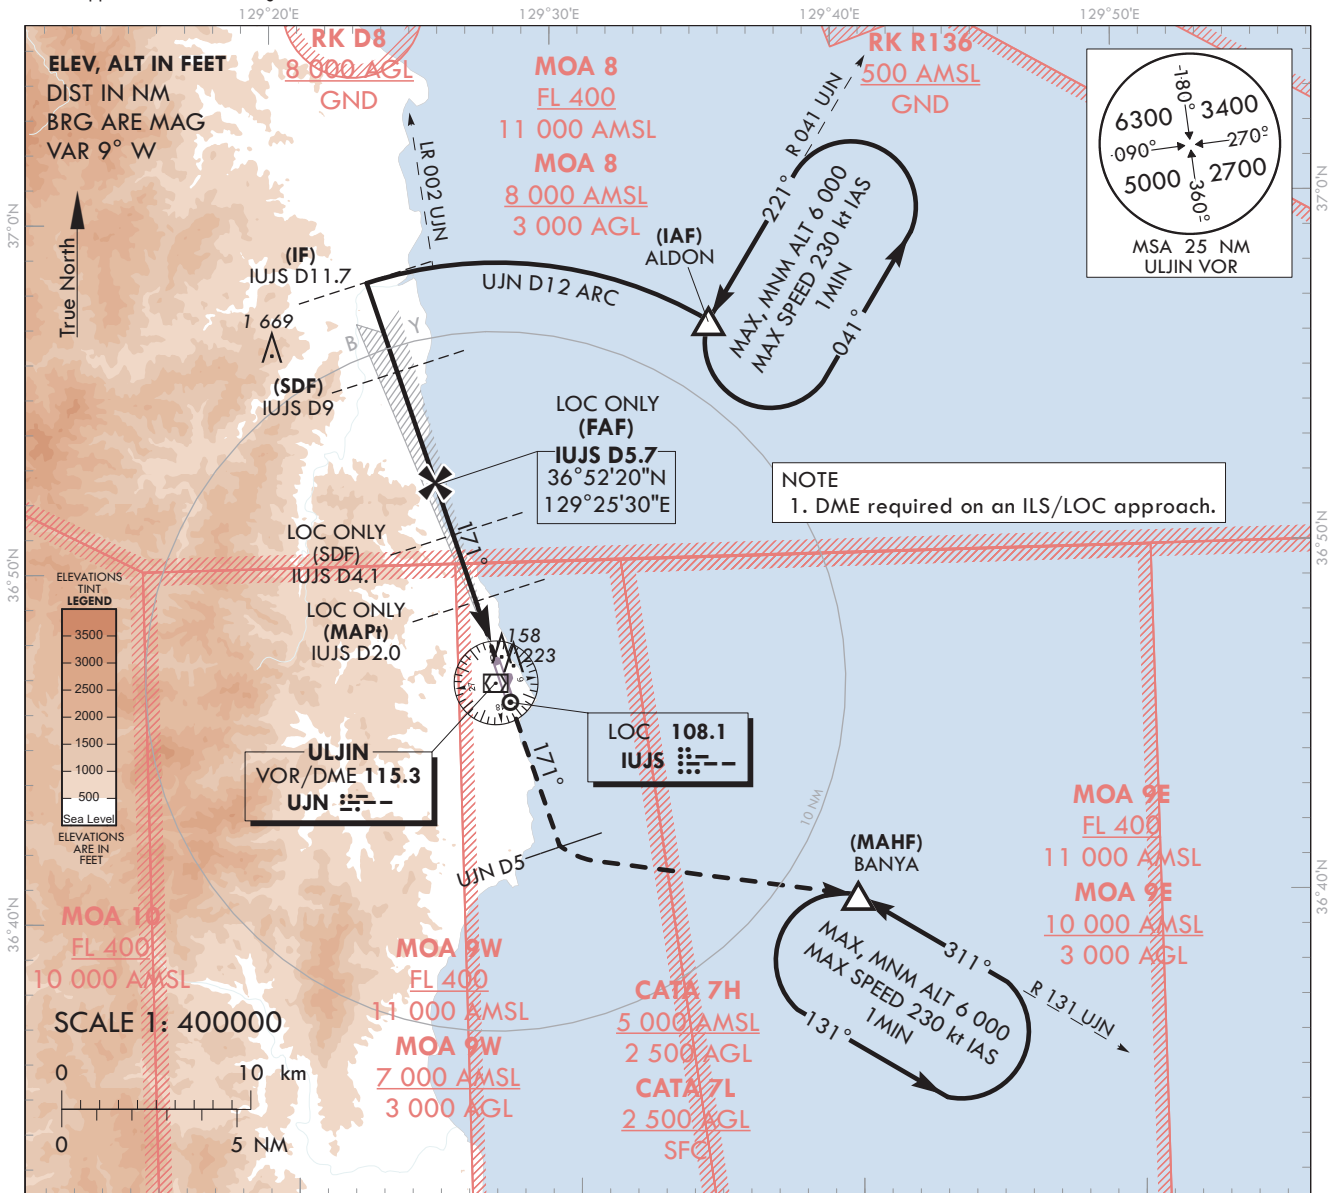 129°20'E
129°30'E
129°40'E
129°50'E
ELEV, ALT IN FEET
DIST IN NM
BRG ARE MAG
VAR 9° W
True North
RK D8
8 000 AGL
GND
MOA 8
FL 400
11 000 AMSL
MOA 8
8 000 AMSL
3 000 AGL
RK R136
500 AMSL
GND
R 041 UJN
LR 002 UJN
6300
3400
5000
2700
180°
270°
090°
360°
MSA 25 NM
ULJIN VOR
37°0'N
37°0'N
(IF)
IUJS D11.7
1 669
(SDF)
IUJS D9
B
Y
UJN D12 ARC
(IAF)
ALDON
221°
MAX, MNM ALT 6 000
MAX SPEED 230 kt IAS
1MIN
041°
LOC ONLY
(FAF)
IUJS D5.7
36°52'20"N
129°25'30"E
NOTE
1. DME required on an ILS/LOC approach.
36°50'N
36°50'N
LOC ONLY
(SDF)
IUJS D4.1
171°
LOC ONLY
(MAPt)
IUJS D2.0
158
223
ELEVATIONS
TINT
LEGEND
3500
3000
2500
2000
1500
1000
500
Sea Level
ELEVATIONS
ARE IN
FEET
ULJIN
VOR/DME 115.3
UJN
LOC 108.1
IUJS
171°
10 NM
UJN D5
(MAHF)
BANYA
MOA 9E
FL 400
11 000 AMSL
MOA 9E
10 000 AMSL
3 000 AGL
36°40'N
36°40'N
311°
MAX, MNM ALT 6 000
MAX SPEED 230 kt IAS
1MIN
131°
R 131 UJN
MOA 10
FL 400
10 000 AMSL
MOA 9W
FL 400
11 000 AMSL
MOA 9W
7 000 AMSL
3 000 AGL
CATA 7H
5 000 AMSL
2 500 AGL
CATA 7L
2 500 AGL
SFC
SCALE 1: 400000
0 10 km
0 5 NM